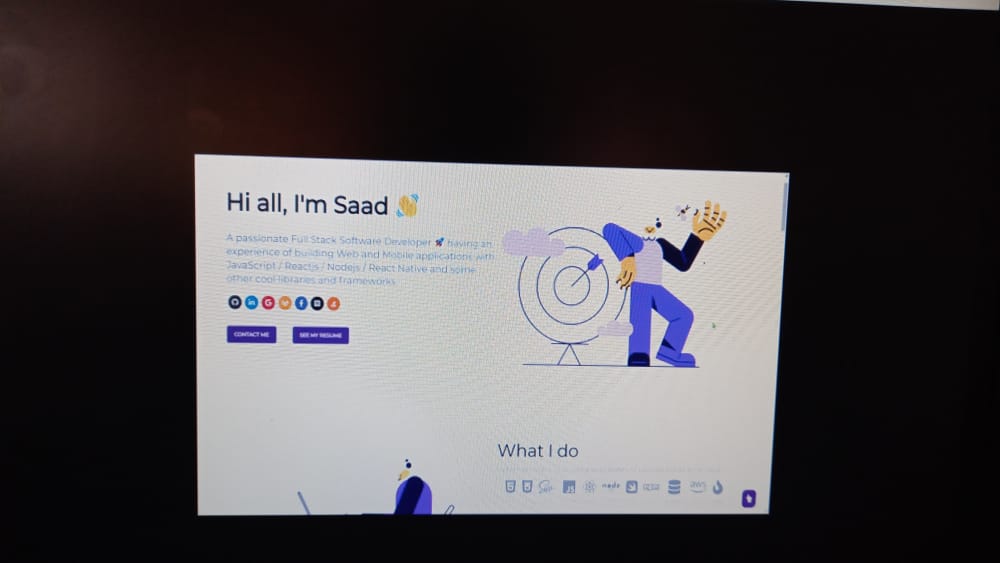 Hi all, I'm Saad 👋
A passionate Full Stack Software Developer 🚀 having an
experience of building Web and Mobile applications with
JavaScript / Reactjs / Nodejs / React Native and some
other cool libraries and frameworks
CONTACT ME
SEE MY RESUME
What I do
node
aws